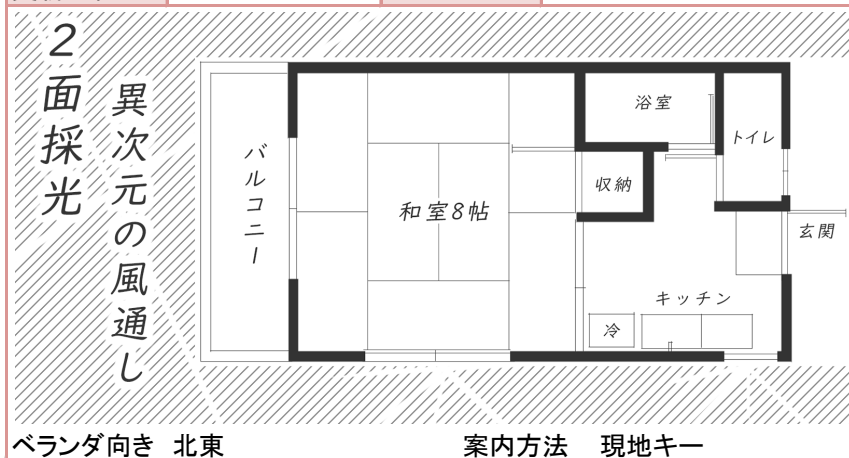 2面採光
異次元の風通し
バルコニー
和室8帖
浴室
トイレ
収納
玄関
キッチン
冷
ベランダ向き 北東
案内方法 現地キー